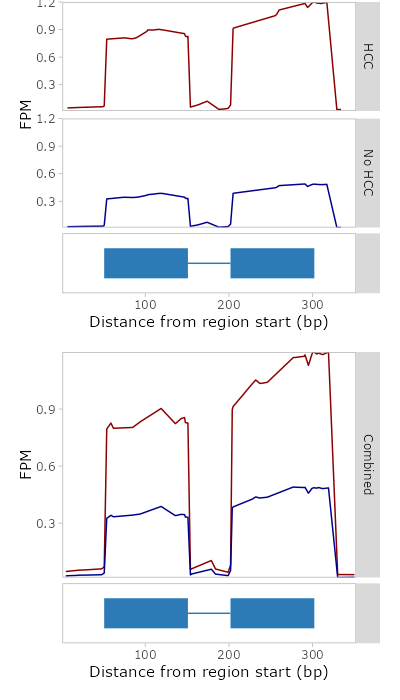 1.2
0.9
0.6
0.3
HCC
FPM
1.2
0.9
0.6
0.3
No HCC
100 200 300
Distance from region start (bp)
0.9
0.6
0.3
FPM
Combined
100 200 300
Distance from region start (bp)